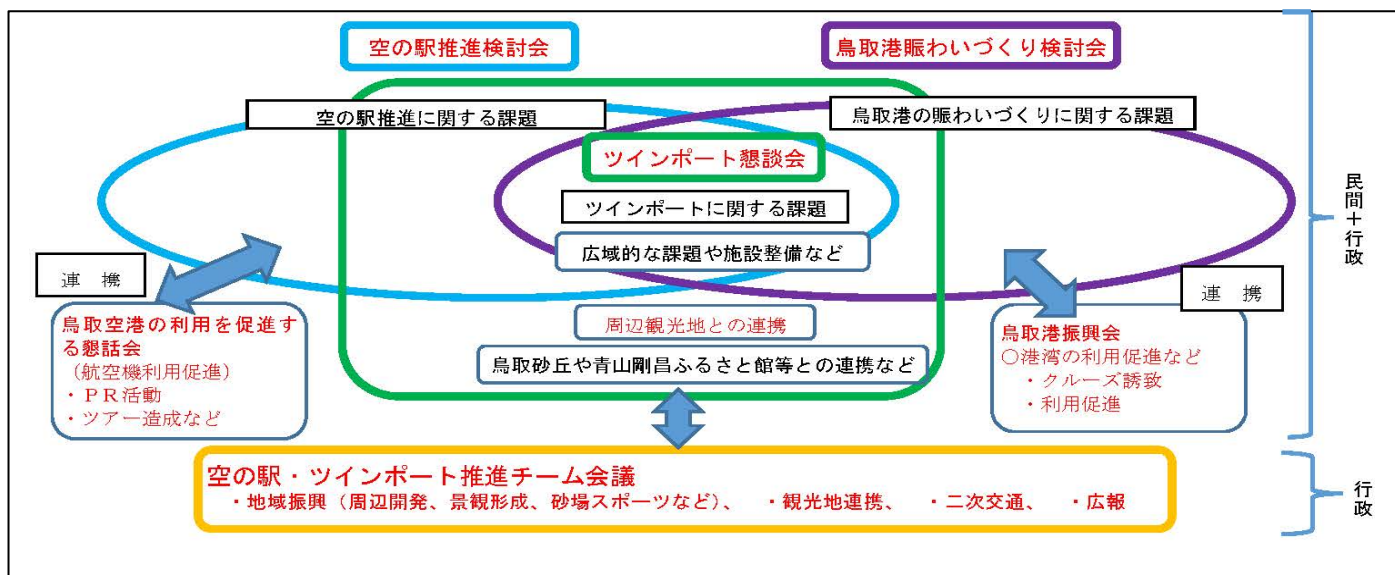 空の駅推進検討会
鳥取港賑わいづくり検討会
空の駅推進に関する課題
鳥取港の賑わいづくりに関する課題
ツインポート懇談会
ツインポートに関する課題
広域的な課題や施設整備など
民間＋行政
連　携
連　携
鳥取空港の利用を促進す
る懇話会
（航空機利用促進）
・ＰＲ活動
・ツアー造成など
周辺観光地との連携
鳥取砂丘や青山剛昌ふるさと館等との連携など
鳥取港振興会
○港湾の利用促進など
・クルーズ誘致
・利用促進
空の駅・ツインポート推進チーム会議
・地域振興（周辺開発、景観形成、砂場スポーツなど）、　・観光地連携、　・二次交通、　・広報
行政